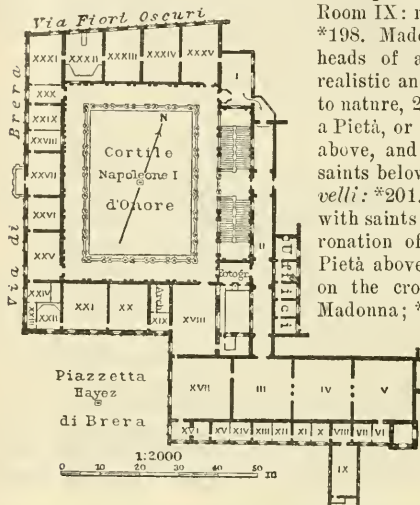 Via Fiori Oscuri
Via di Brera
XXXI
XXXII
XXXIII
XXXIV
XXXV
I
XXX
XXIX
XXVIII
XXVII
XXVI
XXV
XXIV
XXIII
XXII
XXI
XX
XIX
XVIII
N
Cortile
Napoleone I
d'Onore
II
Fotogr.
Uffici
Piazzetta
Hayez
di Brera
XVII
III
IV
V
XVI
XV
XIV
XIII
XII
XI
X
VIII
VII
VI
IX
1:2000
0 10 20 30 40 50
m
Room IX:
*198. Made
heads of a
realistic an
to nature, 2
a Pietà, or
above, and
saints below
velli: *201.
with saints
ronation of
Pietà above
on the cro
Madonna; *